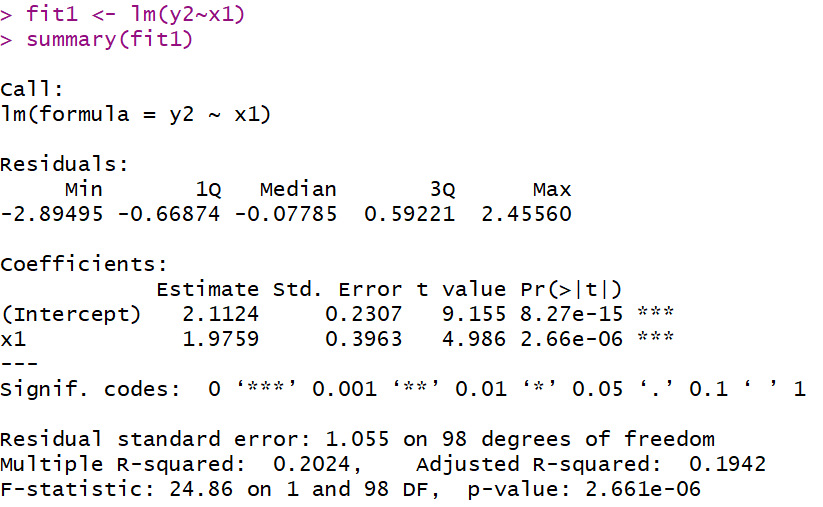 > fit1 <- lm(y2~x1)
> summary(fit1)
Call:
lm(formula = y2 ~ x1)
Residuals:
Min 1Q Median 3Q Max
-2.89495 -0.66874 -0.07785 0.59221 2.45560
Coefficients:
Estimate Std. Error t value Pr(>|t|)
(Intercept) 2.1124 0.2307 9.155 8.27e-15 ***
x1 1.9759 0.3963 4.986 2.66e-06 ***
---
Signif. codes: 0 ‘***’ 0.001 ‘**’ 0.01 ‘*’ 0.05 ‘.’ 0.1 ‘ ’ 1
Residual standard error: 1.055 on 98 degrees of freedom
Multiple R-squared: 0.2024, Adjusted R-squared: 0.1942
F-statistic: 24.86 on 1 and 98 DF, p-value: 2.661e-06